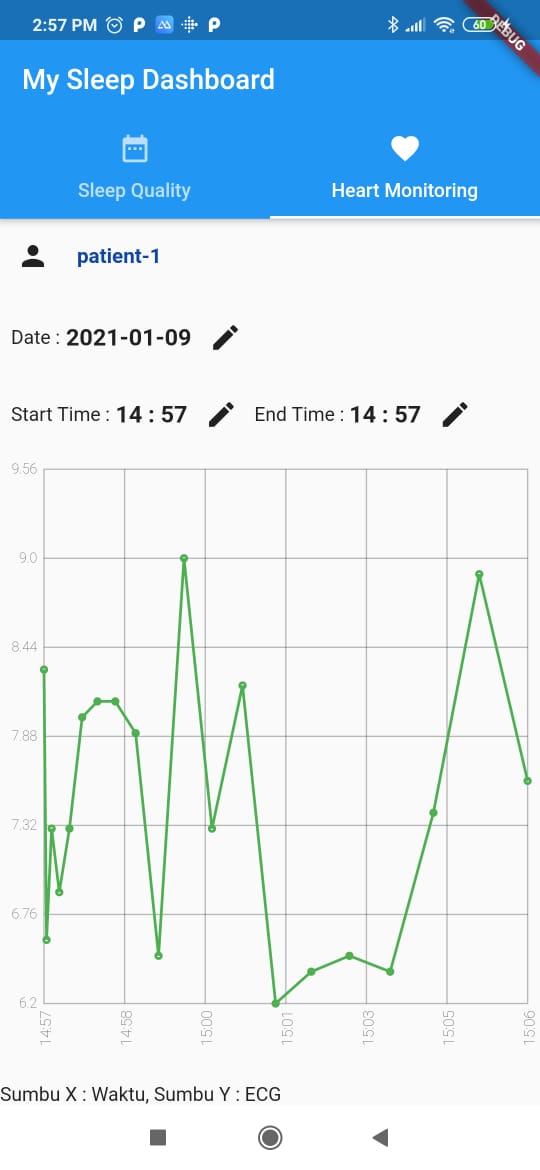 2:57 PM
60
DEBUG
My Sleep Dashboard
Sleep Quality
Heart Monitoring
patient-1
Date : 2021-01-09
Start Time : 14 : 57 End Time : 14 : 57
9.56
9.0
8.44
7.88
7.32
6.76
6.2
14:57 14:58 15:00 15:01 15:03 15:05 15:06
Sumbu X : Waktu, Sumbu Y : ECG